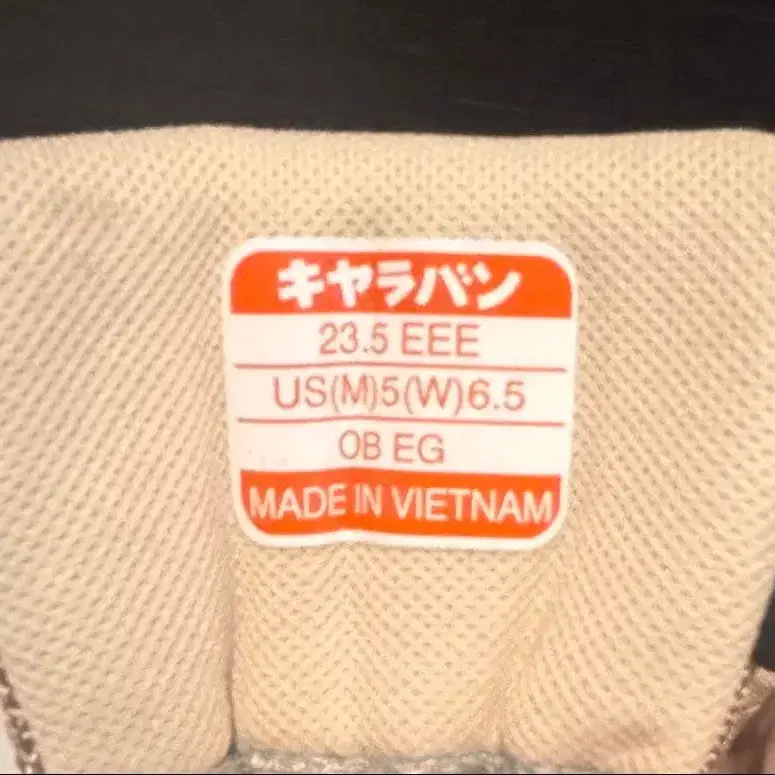 キャラバン
23.5 EEE
US(M)5(W)6.5
0B EG
MADE IN VIETNAM